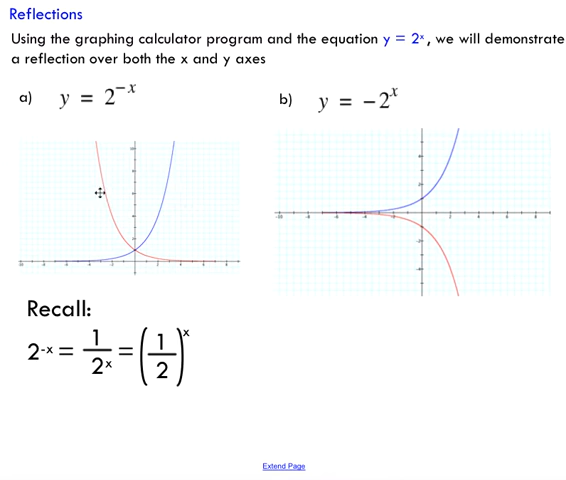 Reflections
Using the graphing calculator program and the equation y = 2ˣ, we will demonstrate
a reflection over both the x and y axes
a) y = 2⁻ˣ
b) y = −2ˣ
Recall:
2⁻ˣ = 1/2ˣ = (1/2)ˣ
Extend Page